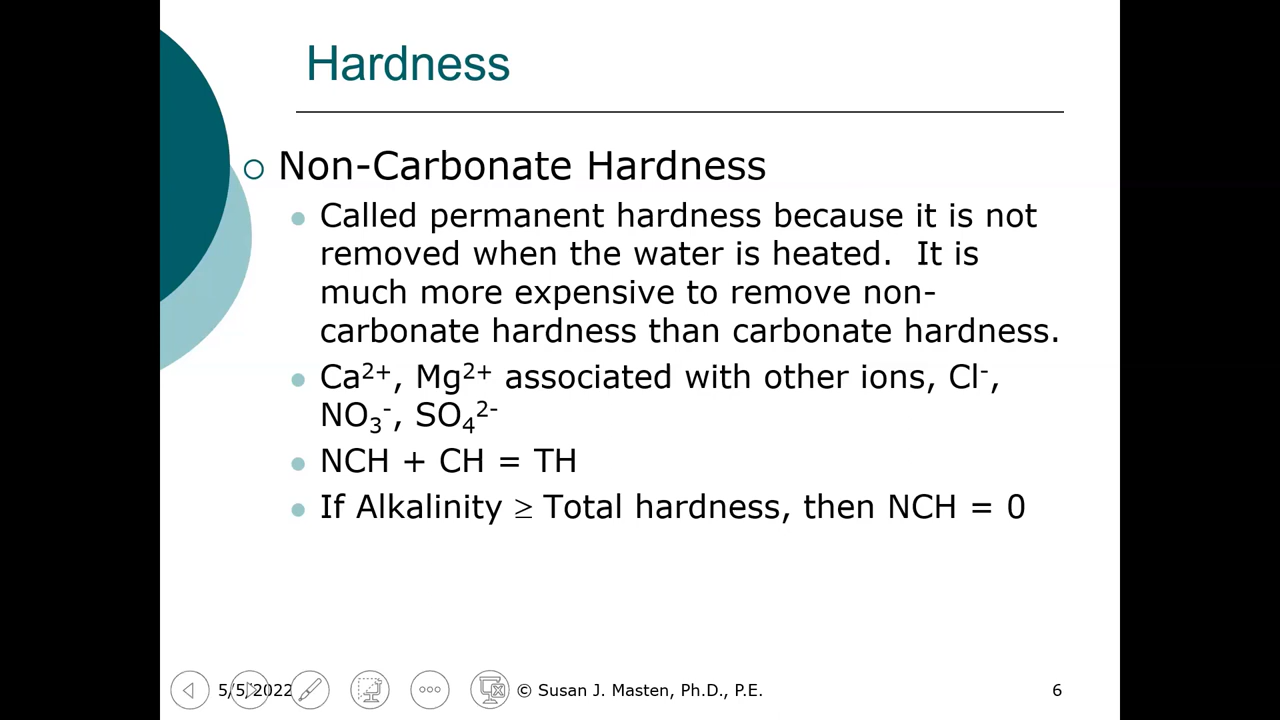 Hardness
Non-Carbonate Hardness
Called permanent hardness because it is not
removed when the water is heated.  It is
much more expensive to remove non-
carbonate hardness than carbonate hardness.
Ca²⁺, Mg²⁺ associated with other ions, Cl⁻,
NO₃⁻, SO₄²⁻
NCH + CH = TH
If Alkalinity ≥ Total hardness, then NCH = 0
5/5/2022 © Susan J. Masten, Ph.D., P.E. 6